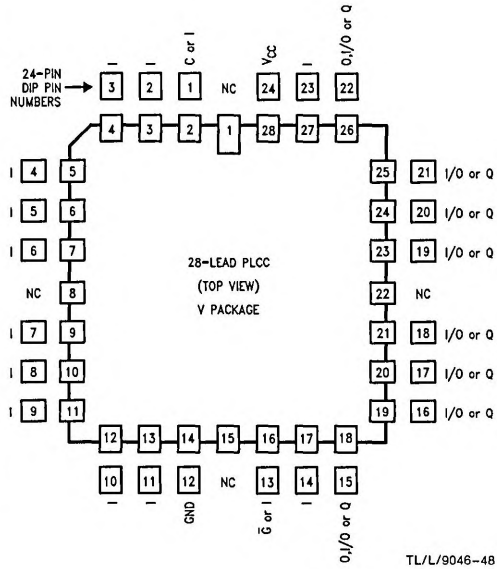 I I C or I VCC I O,I/O or Q
24-PIN
DIP PIN
NUMBERS
3 2 1 NC 24 23 22
4 3 2 1 28 27 26
I 4 5 25 21 I/O or Q
I 5 6 24 20 I/O or Q
I 6 7 23 19 I/O or Q
28-LEAD PLCC
(TOP VIEW)
V PACKAGE
NC 8 22 NC
I 7 9 21 18 I/O or Q
I 8 10 20 17 I/O or Q
I 9 11 19 16 I/O or Q
12 13 14 15 16 17 18
10 11 12 NC 13 14 15
I I GND G̅ or I I O,I/O or Q
TL/L/9046-48